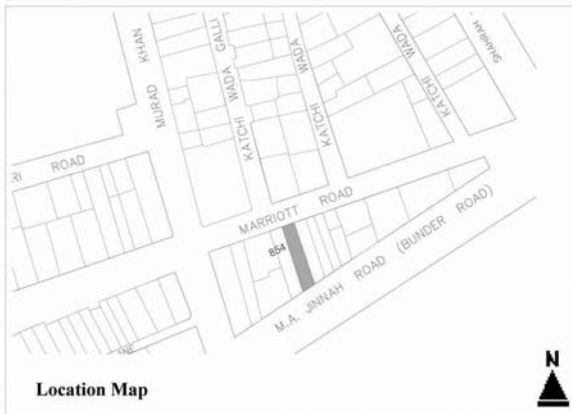 MURAD KHAN
KATCHI WADA GALLI
KATCHI WADA
KATCHI WADA
SHAHRAH
RI ROAD
MARRIOTT ROAD
854
M.A. JINNAH ROAD (BUNDER ROAD)
Location Map
N